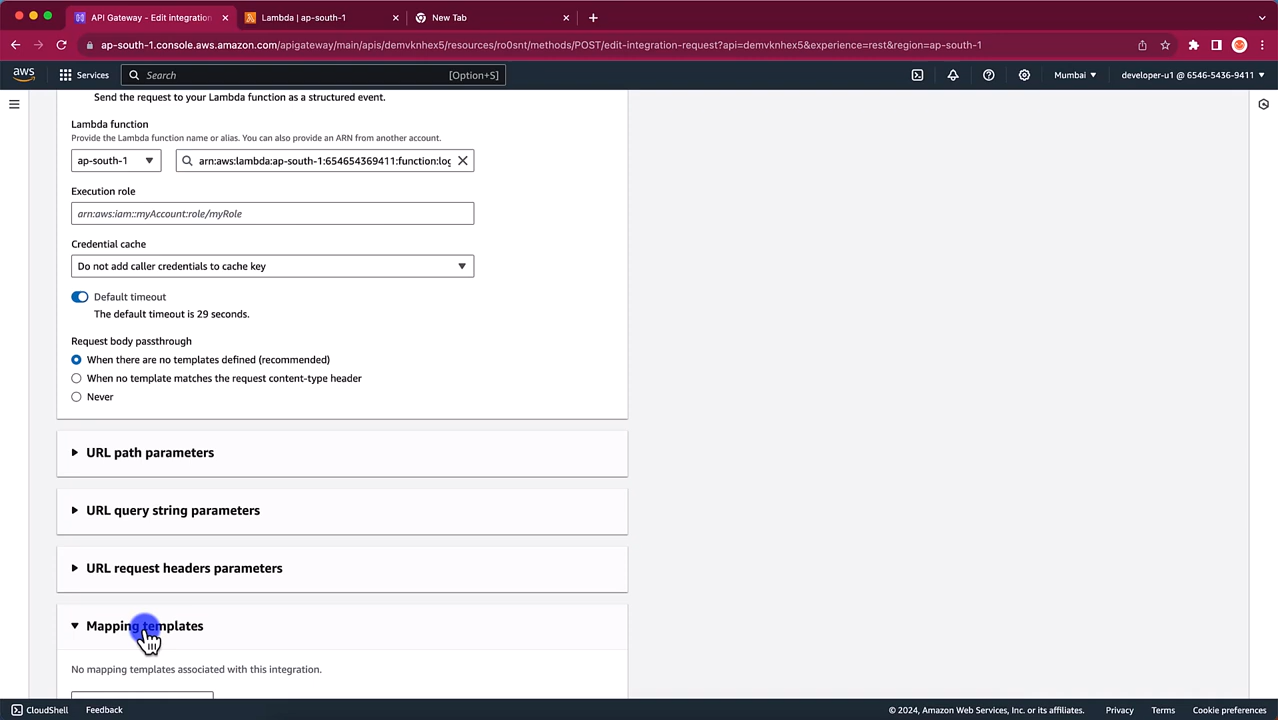 API Gateway - Edit integration
Lambda | ap-south-1
New Tab
ap-south-1.console.aws.amazon.com/apigateway/main/apis/demvknhex5/resources/ro0snt/methods/POST/edit-integration-request?api=demvknhex5&experience=rest&region=ap-south-1
aws
Services
Search
[Option+S]
Mumbai
developer-u1 @ 6546-5436-9411
Send the request to your Lambda function as a structured event.
Lambda function
Provide the Lambda function name or alias. You can also provide an ARN from another account.
ap-south-1
arn:aws:lambda:ap-south-1:654654369411:function:log
Execution role
arn:aws:iam::myAccount:role/myRole
Credential cache
Do not add caller credentials to cache key
Default timeout
The default timeout is 29 seconds.
Request body passthrough
When there are no templates defined (recommended)
When no template matches the request content-type header
Never
URL path parameters
URL query string parameters
URL request headers parameters
Mapping templates
No mapping templates associated with this integration.
CloudShell
Feedback
© 2024, Amazon Web Services, Inc. or its affiliates.
Privacy
Terms
Cookie preferences